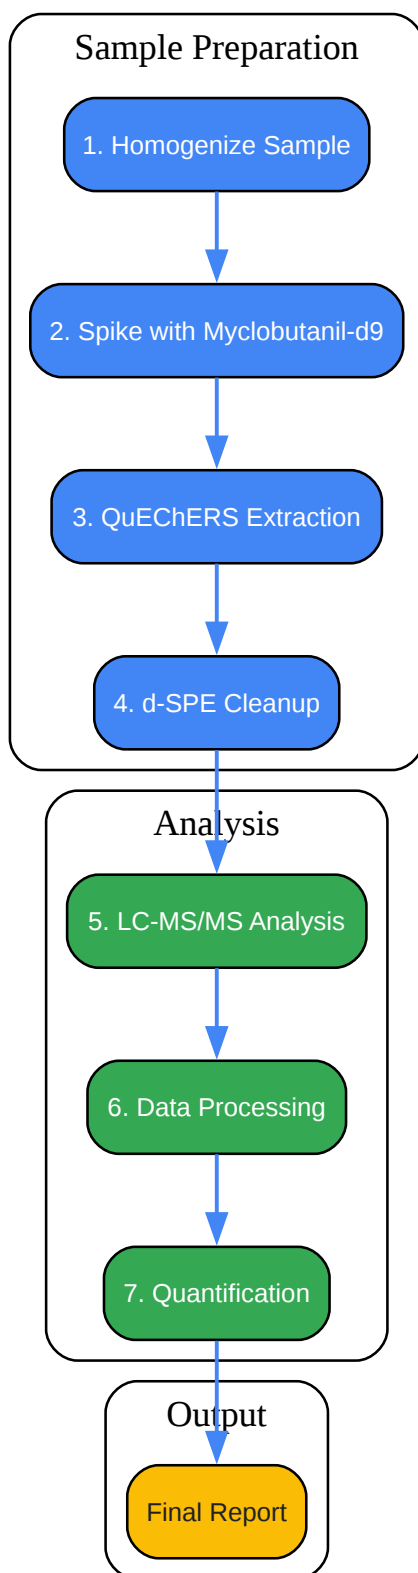 Sample Preparation
1. Homogenize Sample
2. Spike with Myclobutanil-d9
3. QuEChERS Extraction
4. d-SPE Cleanup
Analysis
5. LC-MS/MS Analysis
6. Data Processing
7. Quantification
Output
Final Report